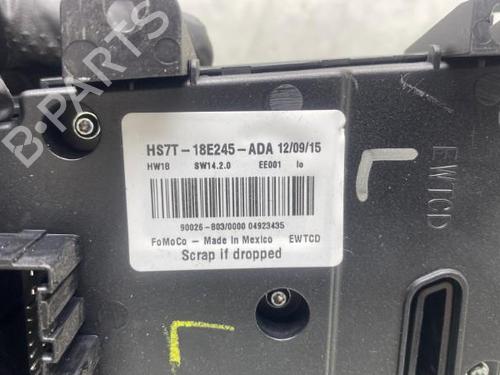 B-PARTS
HS7T-18E245-ADA 12/09/15
HW18 SW14.2.0 EE001 lo
90026-803/0000 04923435
FoMoCo - Made in Mexico EWTCD
Scrap if dropped
EWTCD
L
L